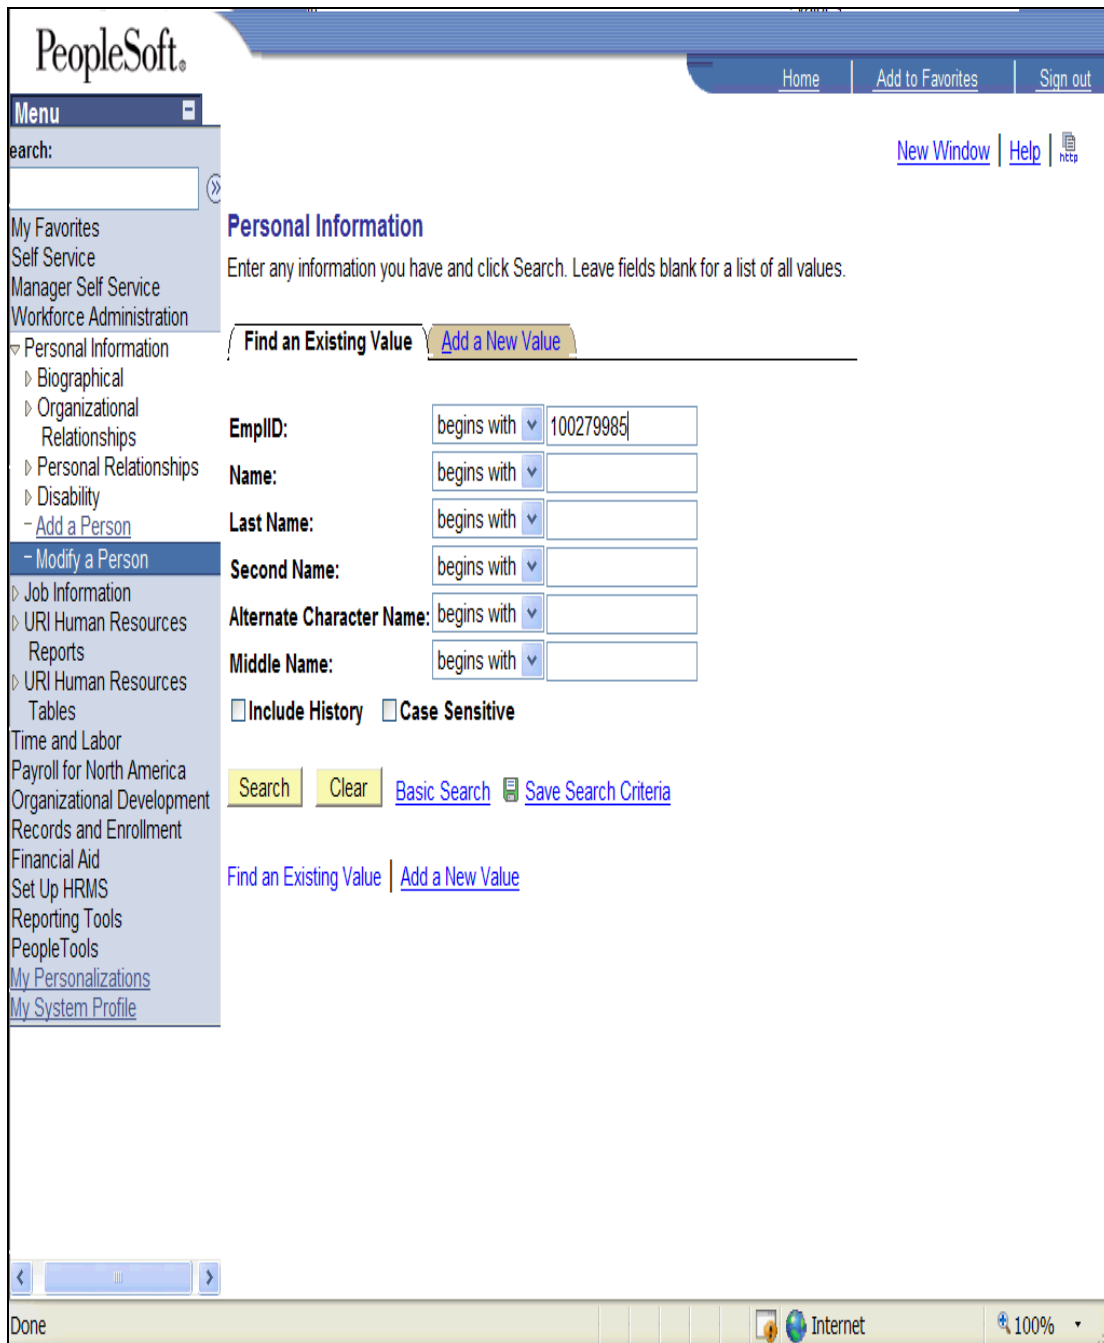 PeopleSoft®
Home | Add to Favorites | Sign out
Menu
earch:
New Window | Help | http
My Favorites
Self Service
Manager Self Service
Workforce Administration
Personal Information
Biographical
Organizational
Relationships
Personal Relationships
Disability
Add a Person
Modify a Person
Job Information
URI Human Resources
Reports
URI Human Resources
Tables
Time and Labor
Payroll for North America
Organizational Development
Records and Enrollment
Financial Aid
Set Up HRMS
Reporting Tools
PeopleTools
My Personalizations
My System Profile
Personal Information
Enter any information you have and click Search. Leave fields blank for a list of all values.
Find an Existing Value Add a New Value
EmplID: begins with 100279985
Name: begins with
Last Name: begins with
Second Name: begins with
Alternate Character Name: begins with
Middle Name: begins with
Include History Case Sensitive
Search Clear Basic Search Save Search Criteria
Find an Existing Value | Add a New Value
Done Internet 100%